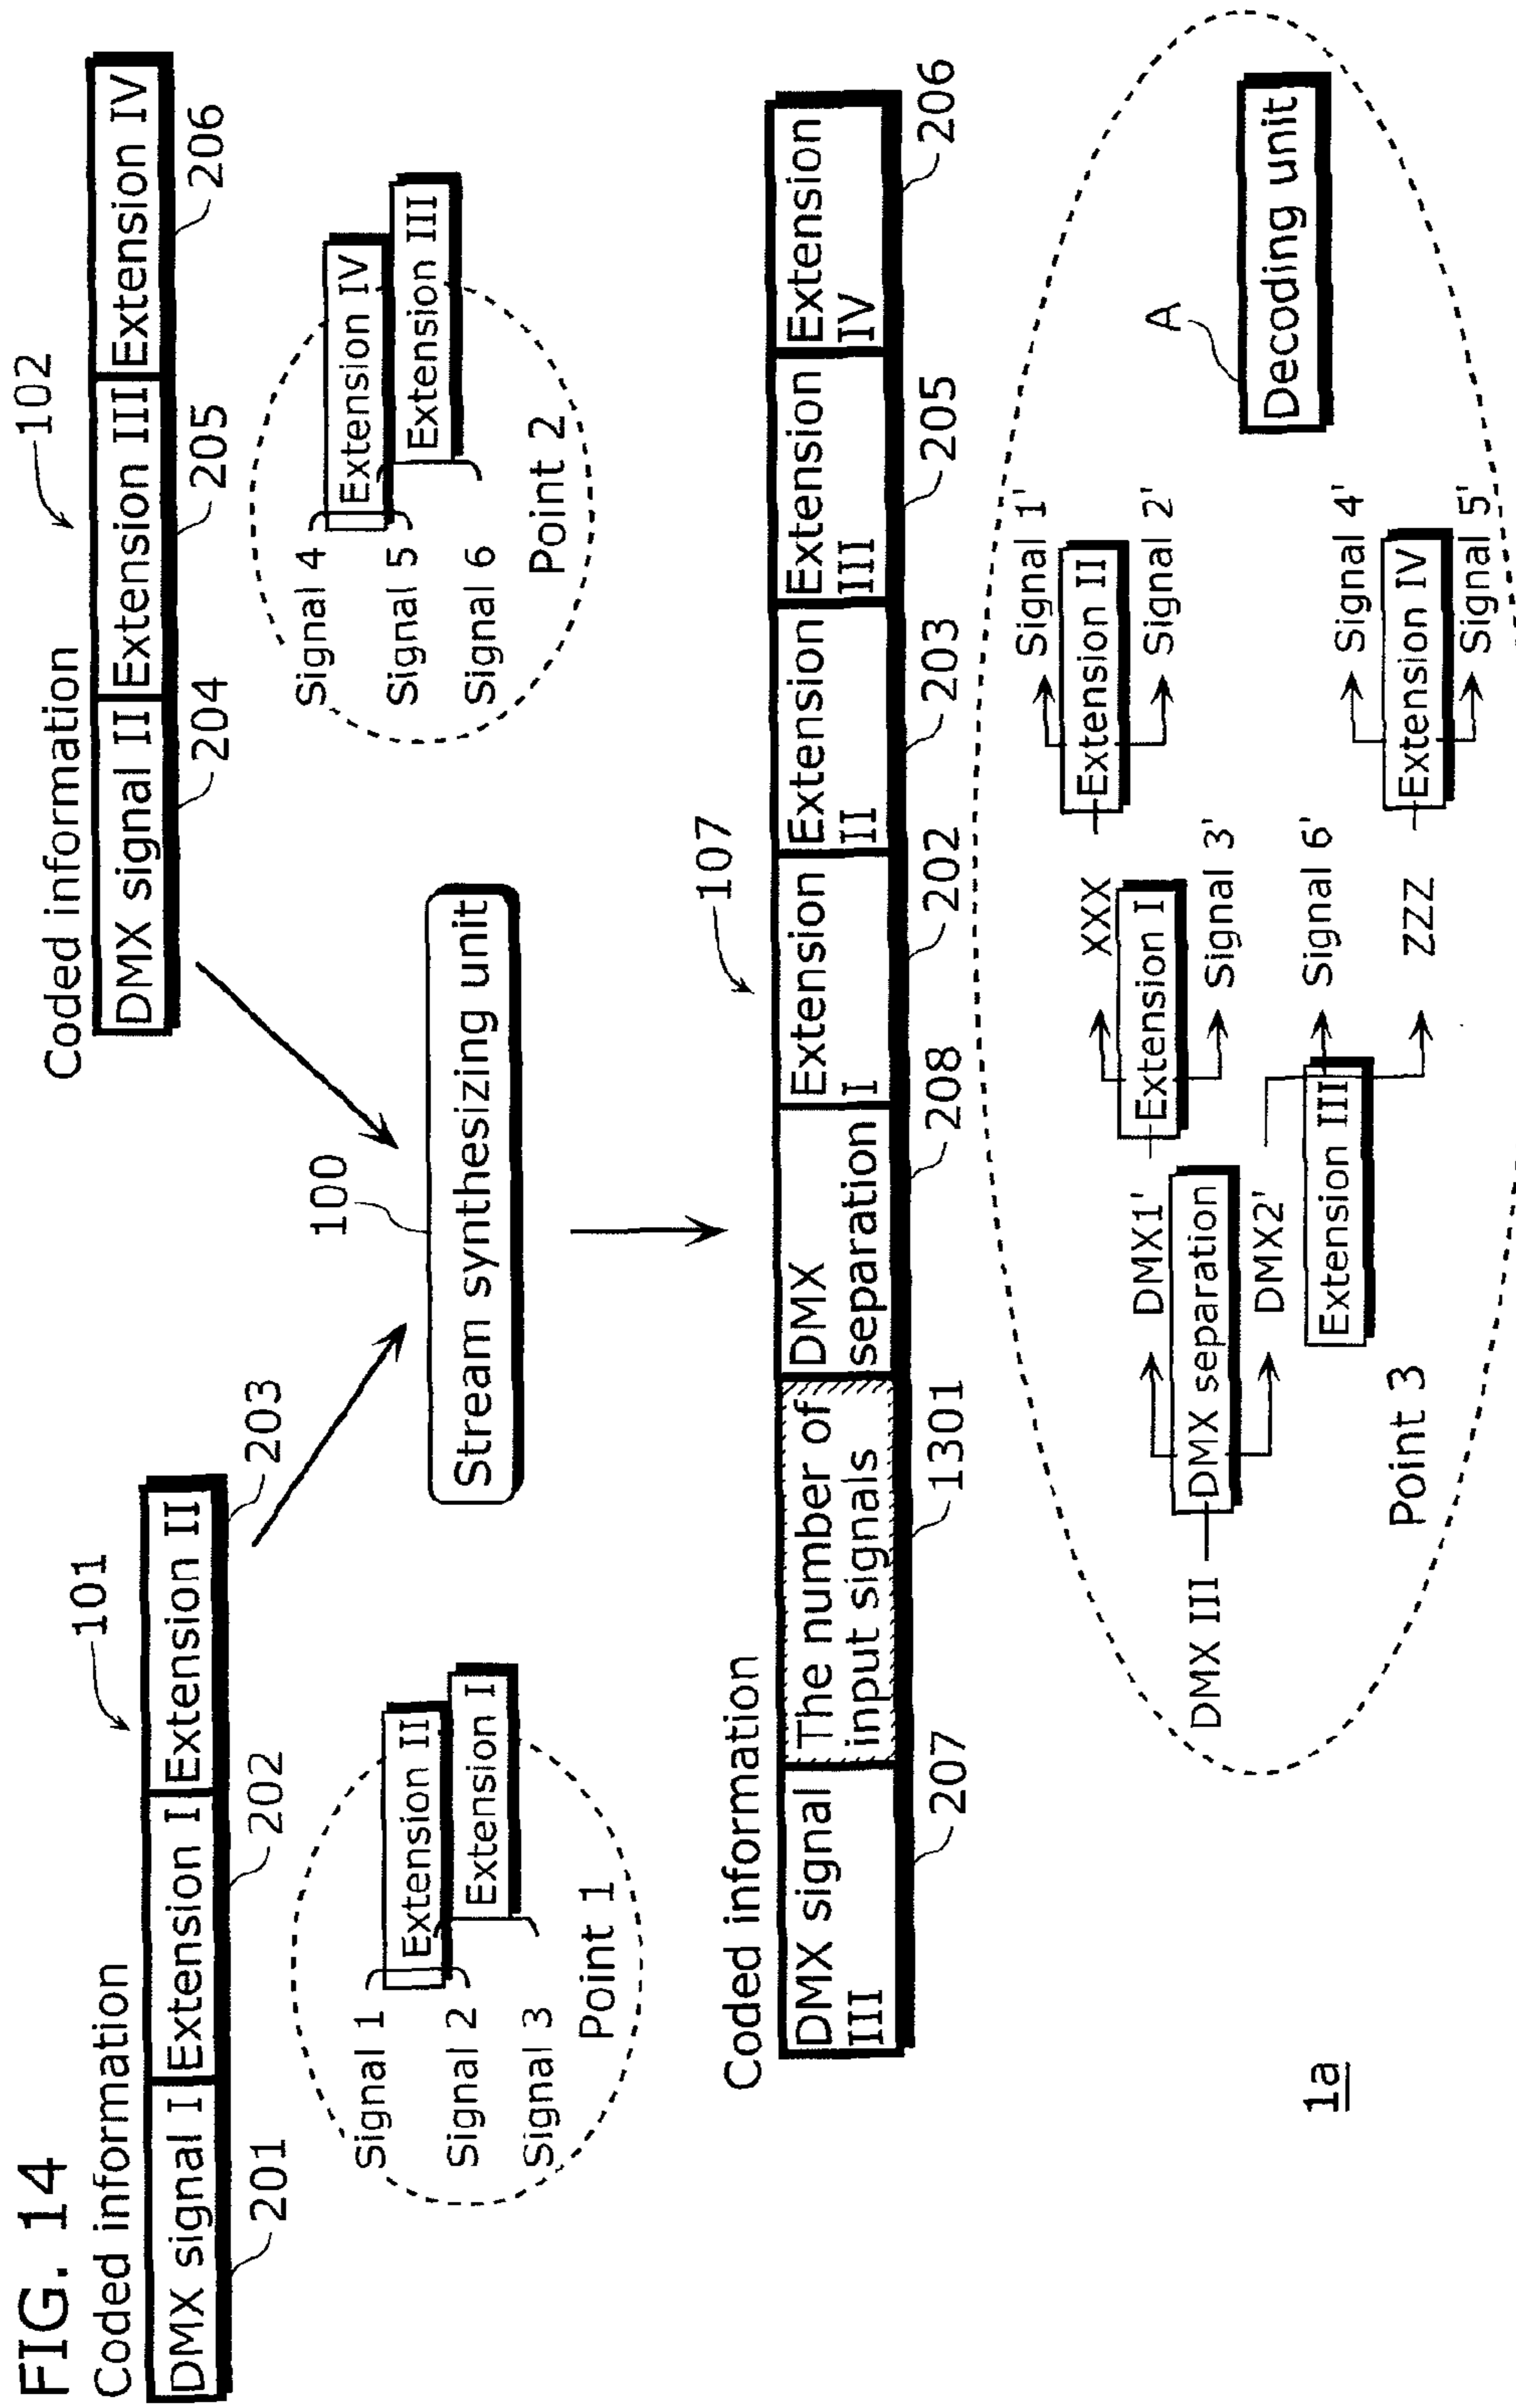 FIG. 14
Coded information
101
DMX signal I
Extension I
Extension II
201
202
203
Signal 1
Signal 2
Signal 3
Extension II
Extension I
Point 1
Coded information
102
DMX signal II
Extension III
Extension IV
204
205
206
Signal 4
Signal 5
Signal 6
Extension IV
Extension III
Point 2
100
Stream synthesizing unit
Coded information
107
DMX signal
III
The number of
input signals
DMX
separation
Extension
I
Extension
II
Extension
III
Extension
IV
207
1301
208
202
203
205
206
DMX III
DMX separation
DMX1'
DMX2'
Extension I
XXX
Signal 3'
Extension II
Signal 1'
Signal 2'
Extension III
Signal 6'
ZZZ
Extension IV
Signal 4'
Signal 5'
A
Decoding unit
Point 3
1a